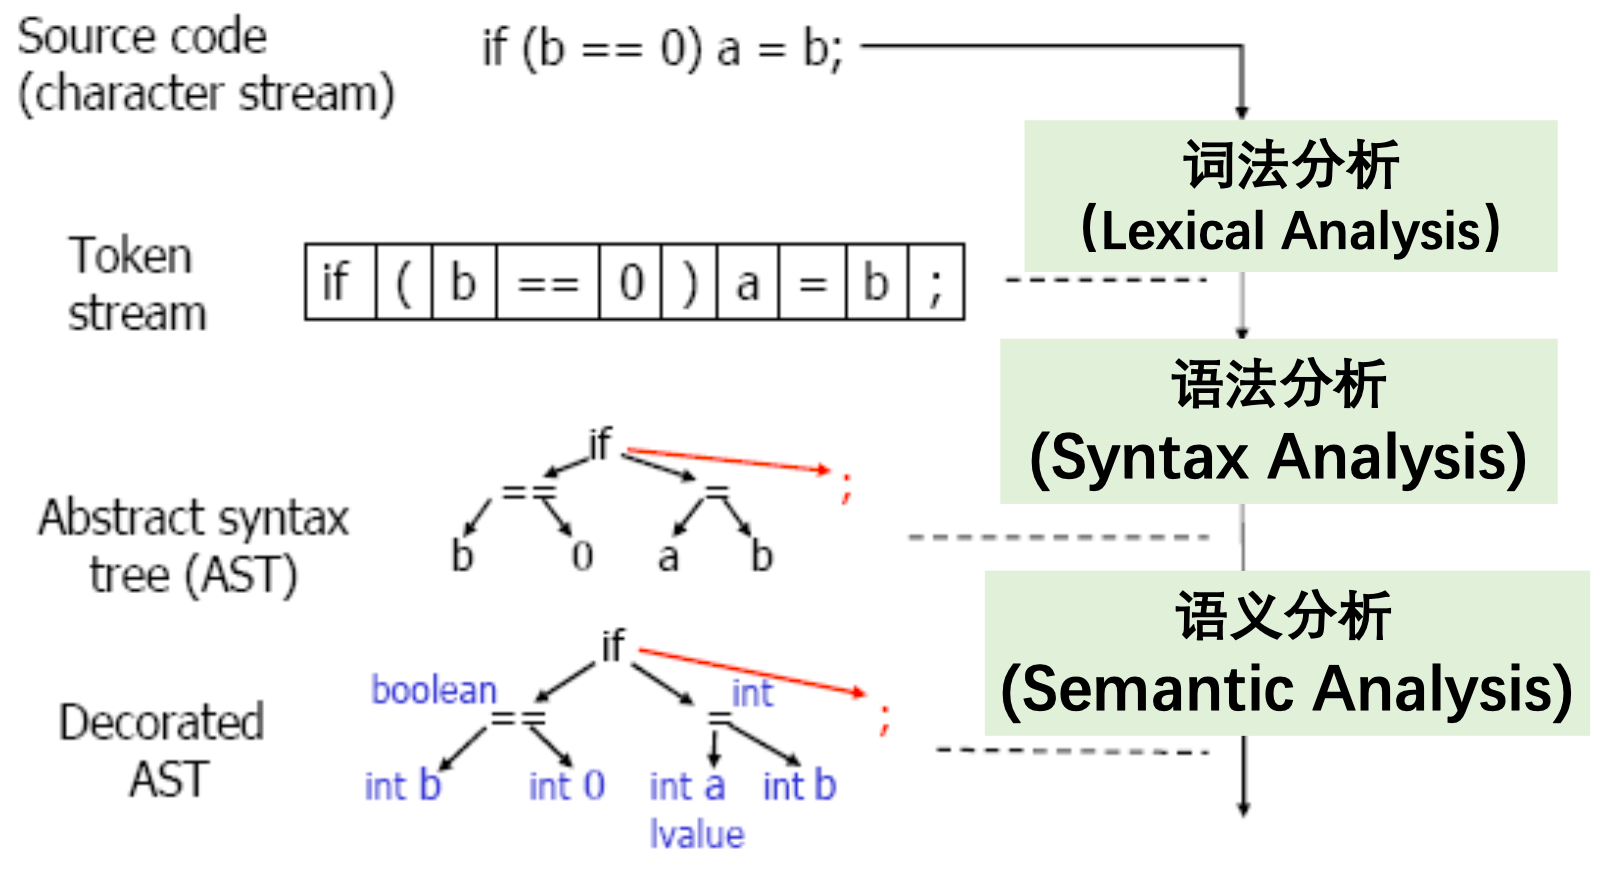 Source code
(character stream)
if (b == 0) a = b;
词法分析
(Lexical Analysis)
Token
stream
if ( b == 0 ) a = b ;
语法分析
(Syntax Analysis)
Abstract syntax
tree (AST)
if
== = ;
b 0 a b
语义分析
(Semantic Analysis)
Decorated
AST
if
boolean int
== = ;
int b int 0 int a int b
lvalue